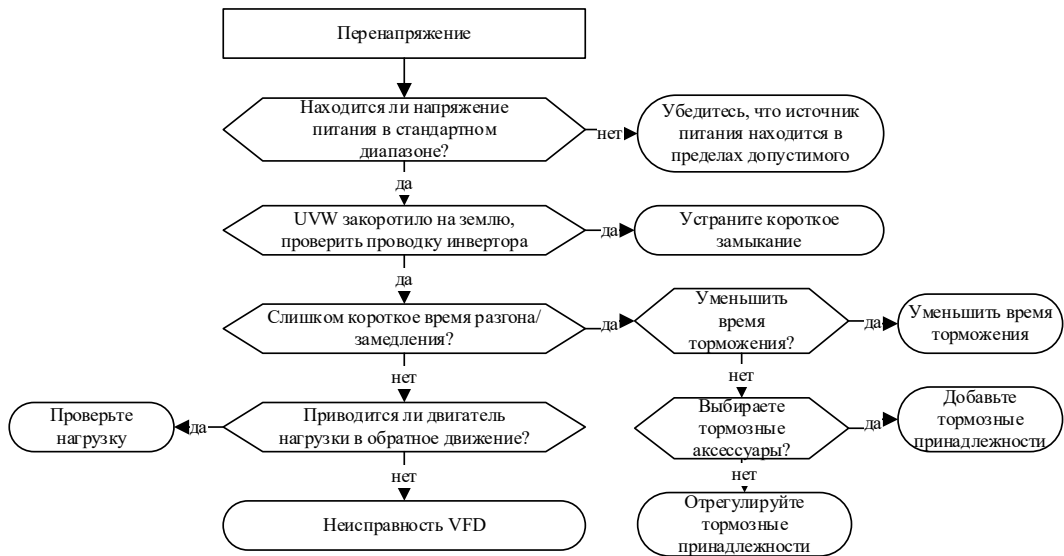 Перенапряжение
Находится ли напряжение
питания в стандартном
диапазоне?
нет
Убедитесь, что источник
питания находится в
пределах допустимого
да
UVW закоротило на землю,
проверить проводку инвертора
да
Устраните короткое
замыкание
да
Слишком короткое время разгона/
замедления?
да
Уменьшить
время
торможения?
да
Уменьшить время
торможения
нет
нет
Проверьте
нагрузку
да
Приводится ли двигатель
нагрузки в обратное движение?
Выбираете
тормозные
аксессуары?
да
Добавьте
тормозные
принадлежности
нет
нет
Неисправность VFD
Отрегулируйте
тормозные
принадлежности